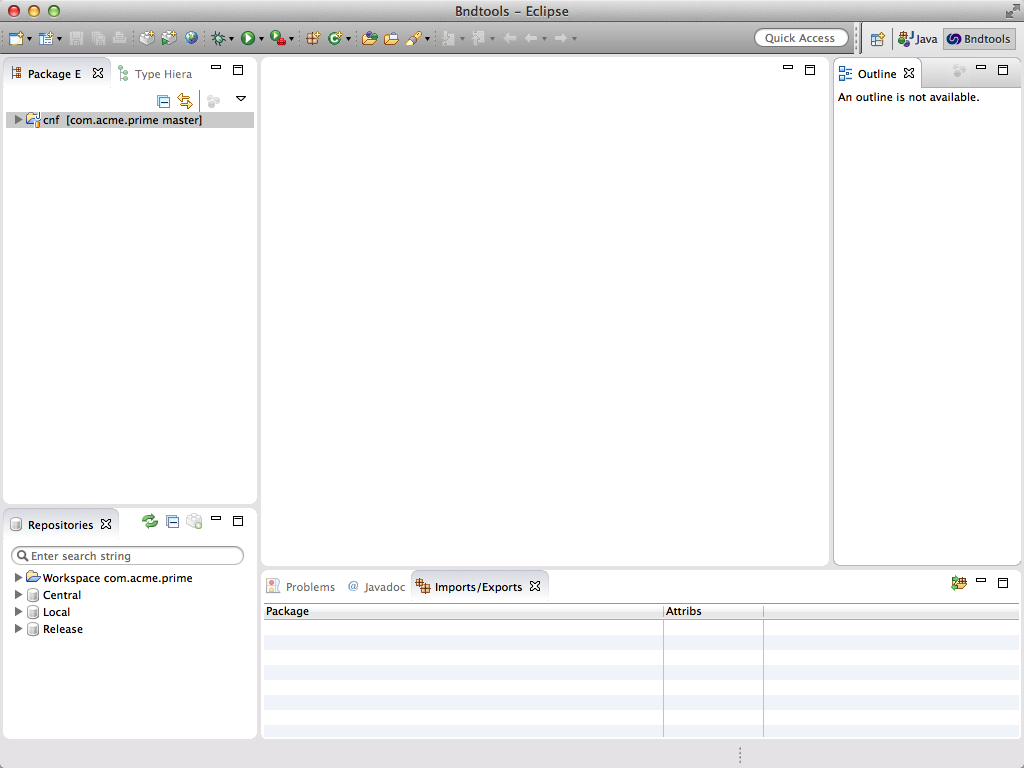 Bndtools – Eclipse
Quick Access
Java
Bndtools
Package E
Type Hiera
cnf [com.acme.prime master]
Outline
An outline is not available.
Repositories
Enter search string
Workspace com.acme.prime
Central
Local
Release
Problems
@ Javadoc
Imports/Exports
Package
Attribs